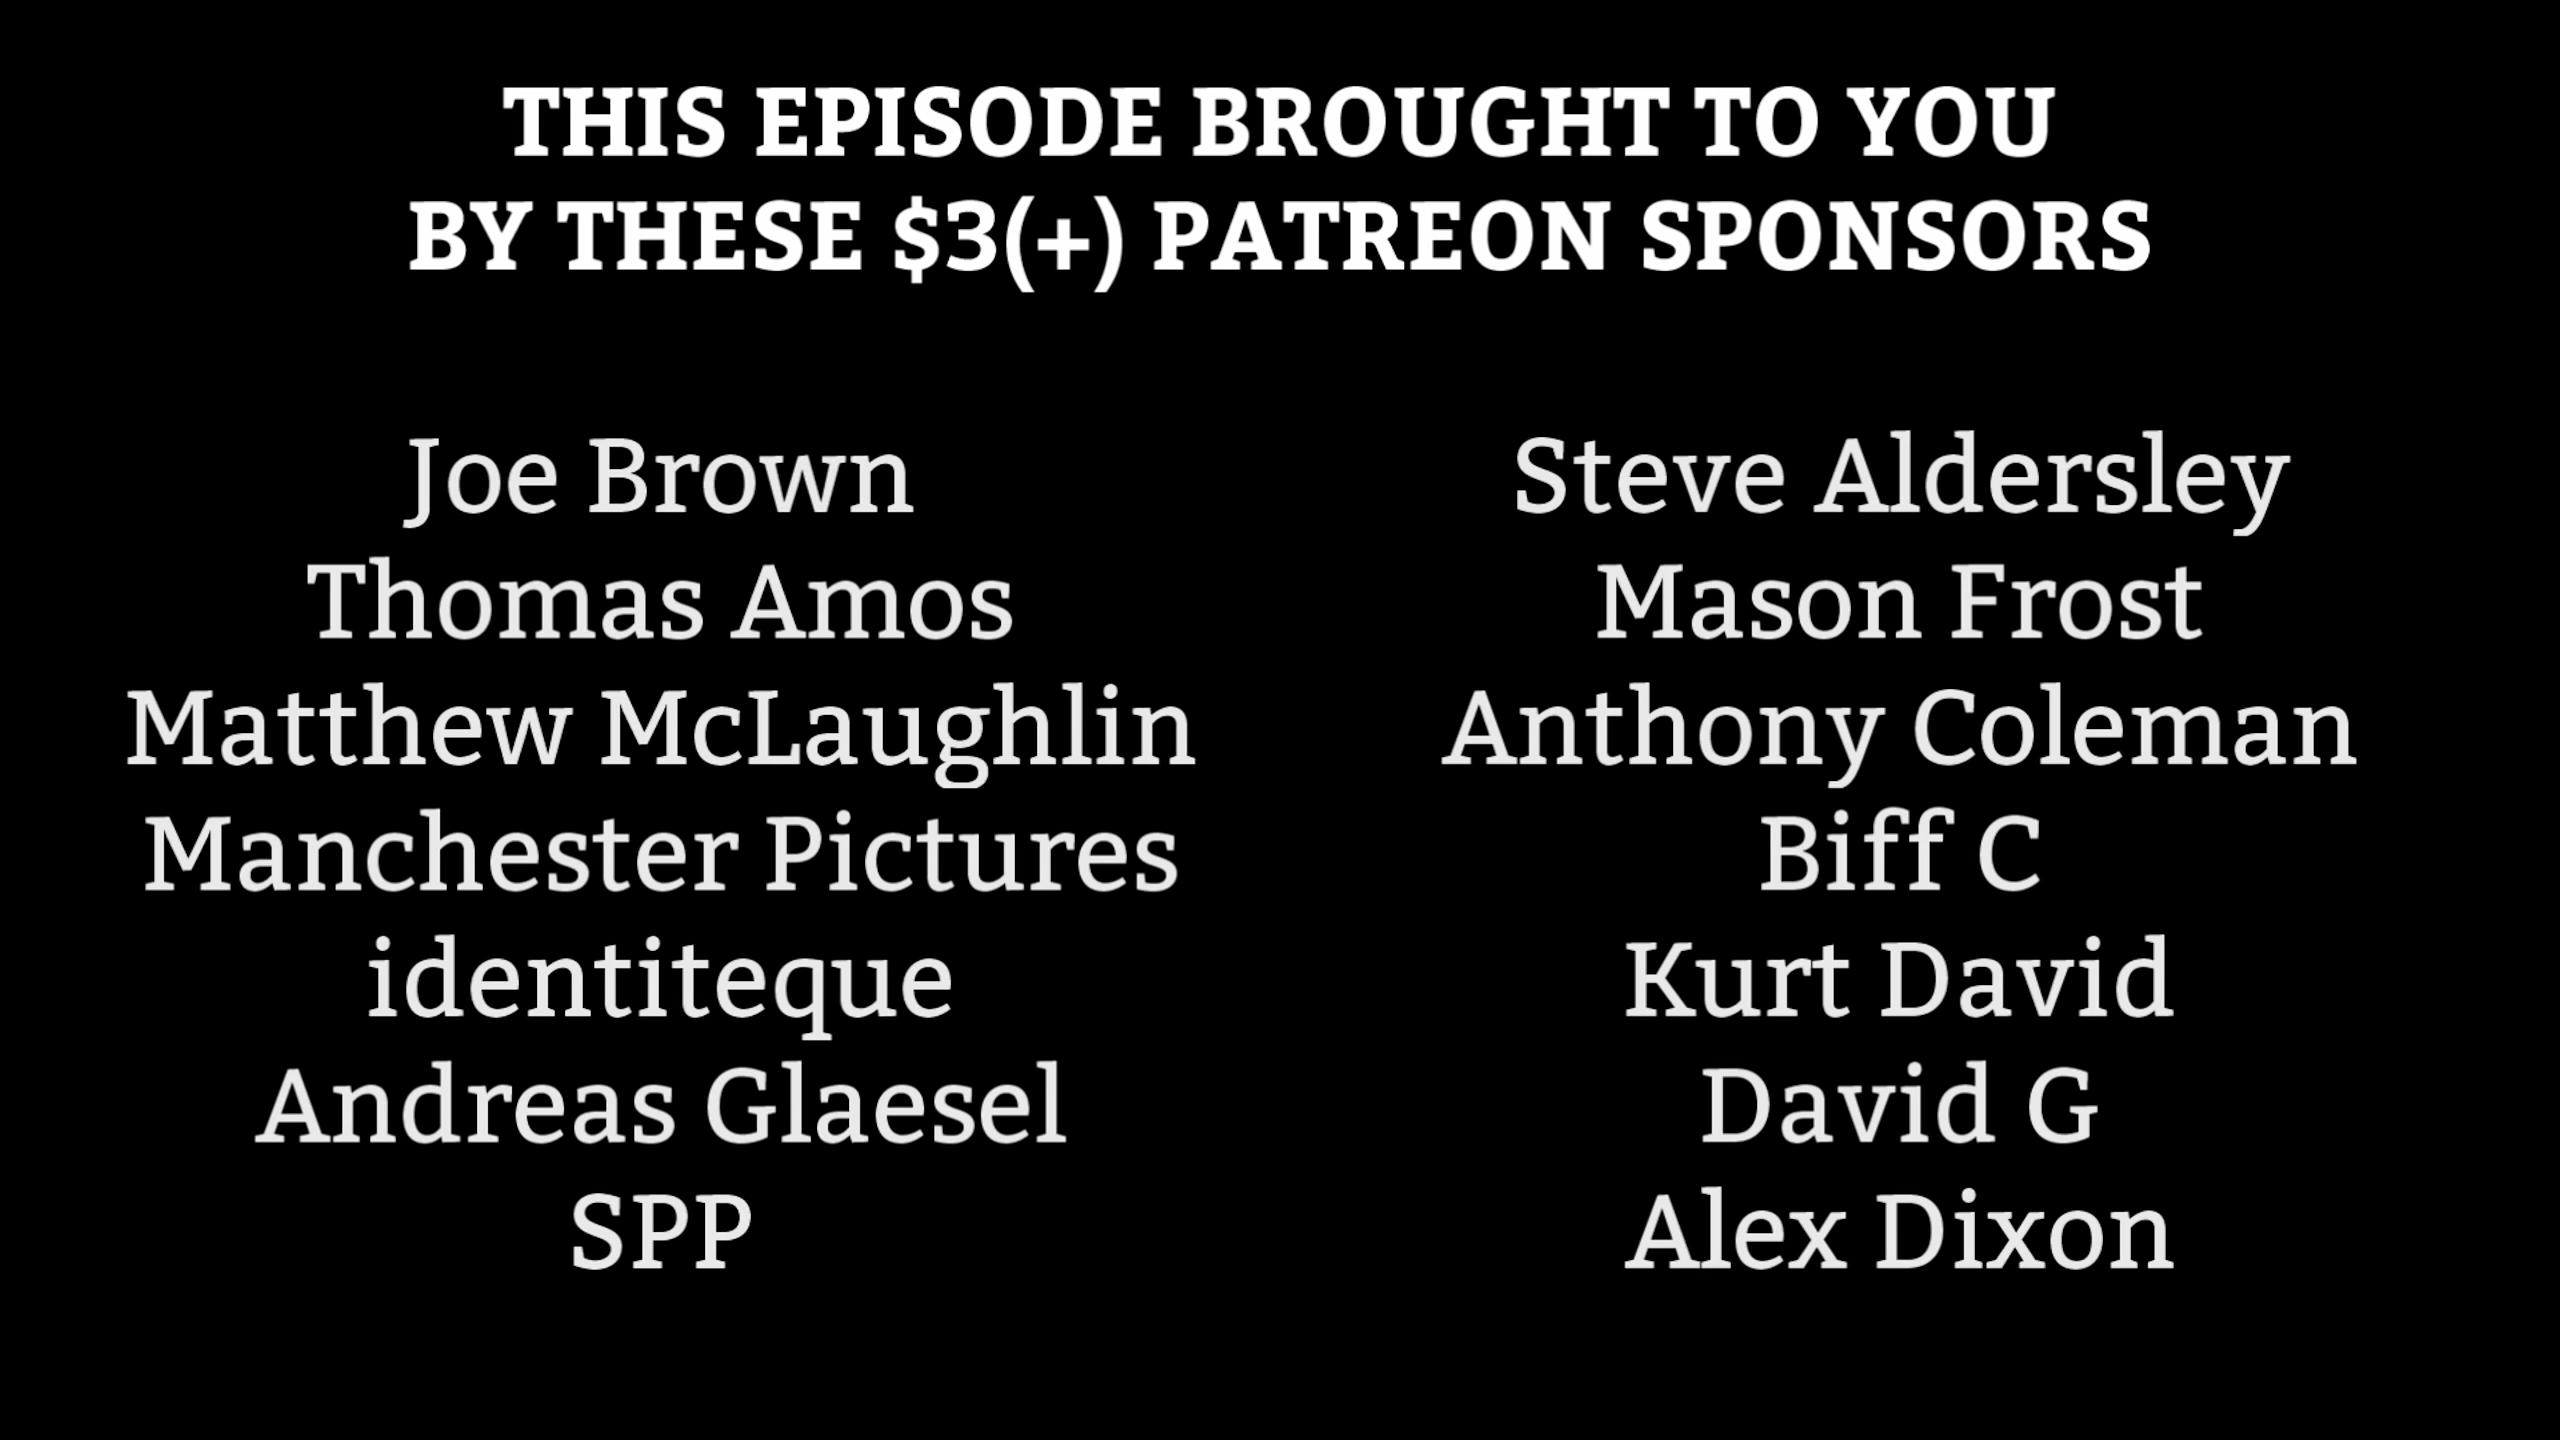 THIS EPISODE BROUGHT TO YOU
BY THESE $3(+) PATREON SPONSORS
Joe Brown
Thomas Amos
Matthew McLaughlin
Manchester Pictures
identiteque
Andreas Glaesel
SPP
Steve Aldersley
Mason Frost
Anthony Coleman
Biff C
Kurt David
David G
Alex Dixon